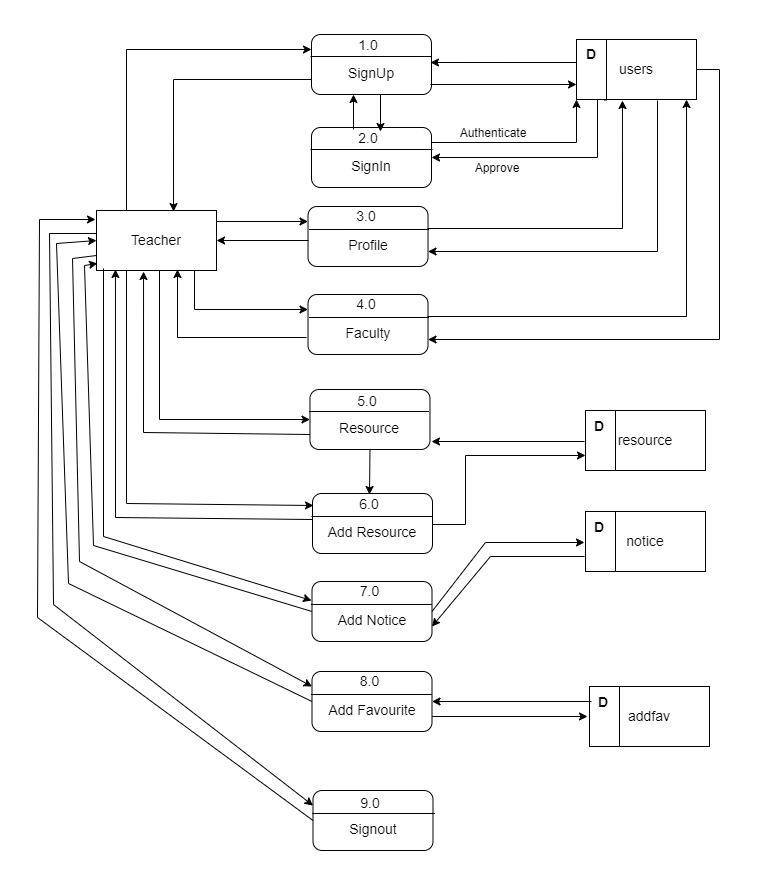 1.0
SignUp
D
users
2.0
SignIn
Authenticate
Approve
3.0
Profile
Teacher
4.0
Faculty
5.0
Resource
D
resource
6.0
Add Resource
D
notice
7.0
Add Notice
8.0
Add Favourite
D
addfav
9.0
Signout